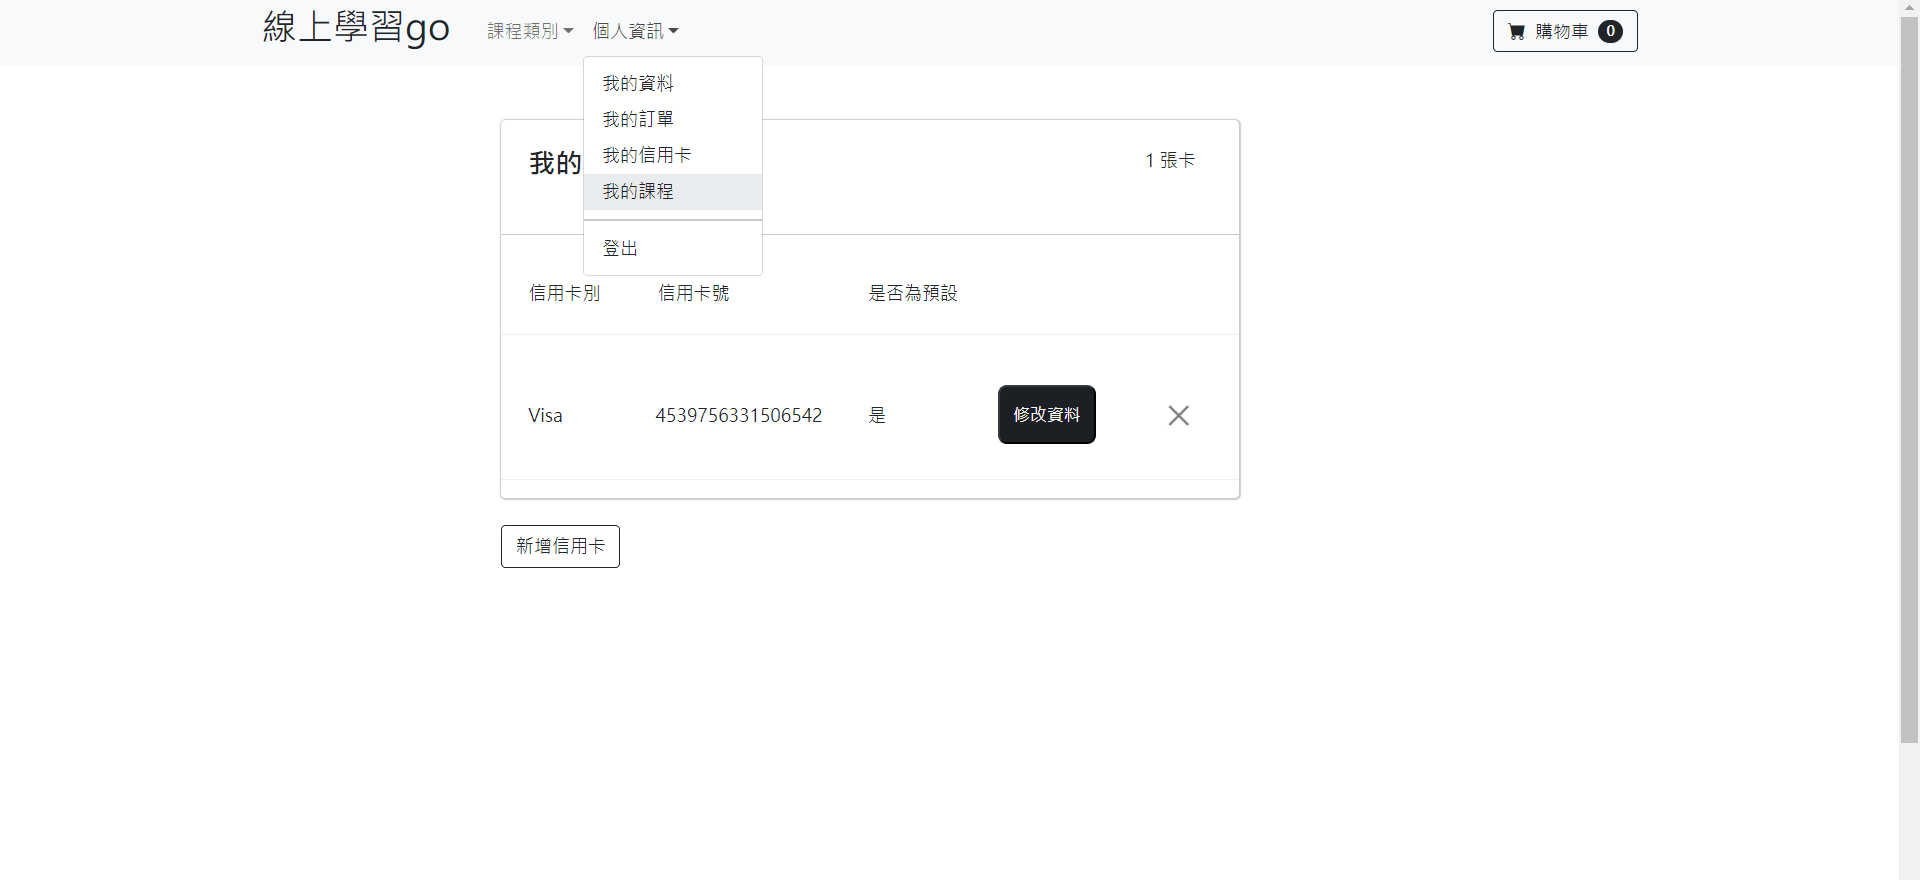 線上學習go 課程類別 個人資訊 購物車 0
我的資料
我的訂單
我的信用卡
我的課程
登出
我的
1 張卡
信用卡別 信用卡號 是否為預設
Visa 4539756331506542 是 修改資料
新增信用卡